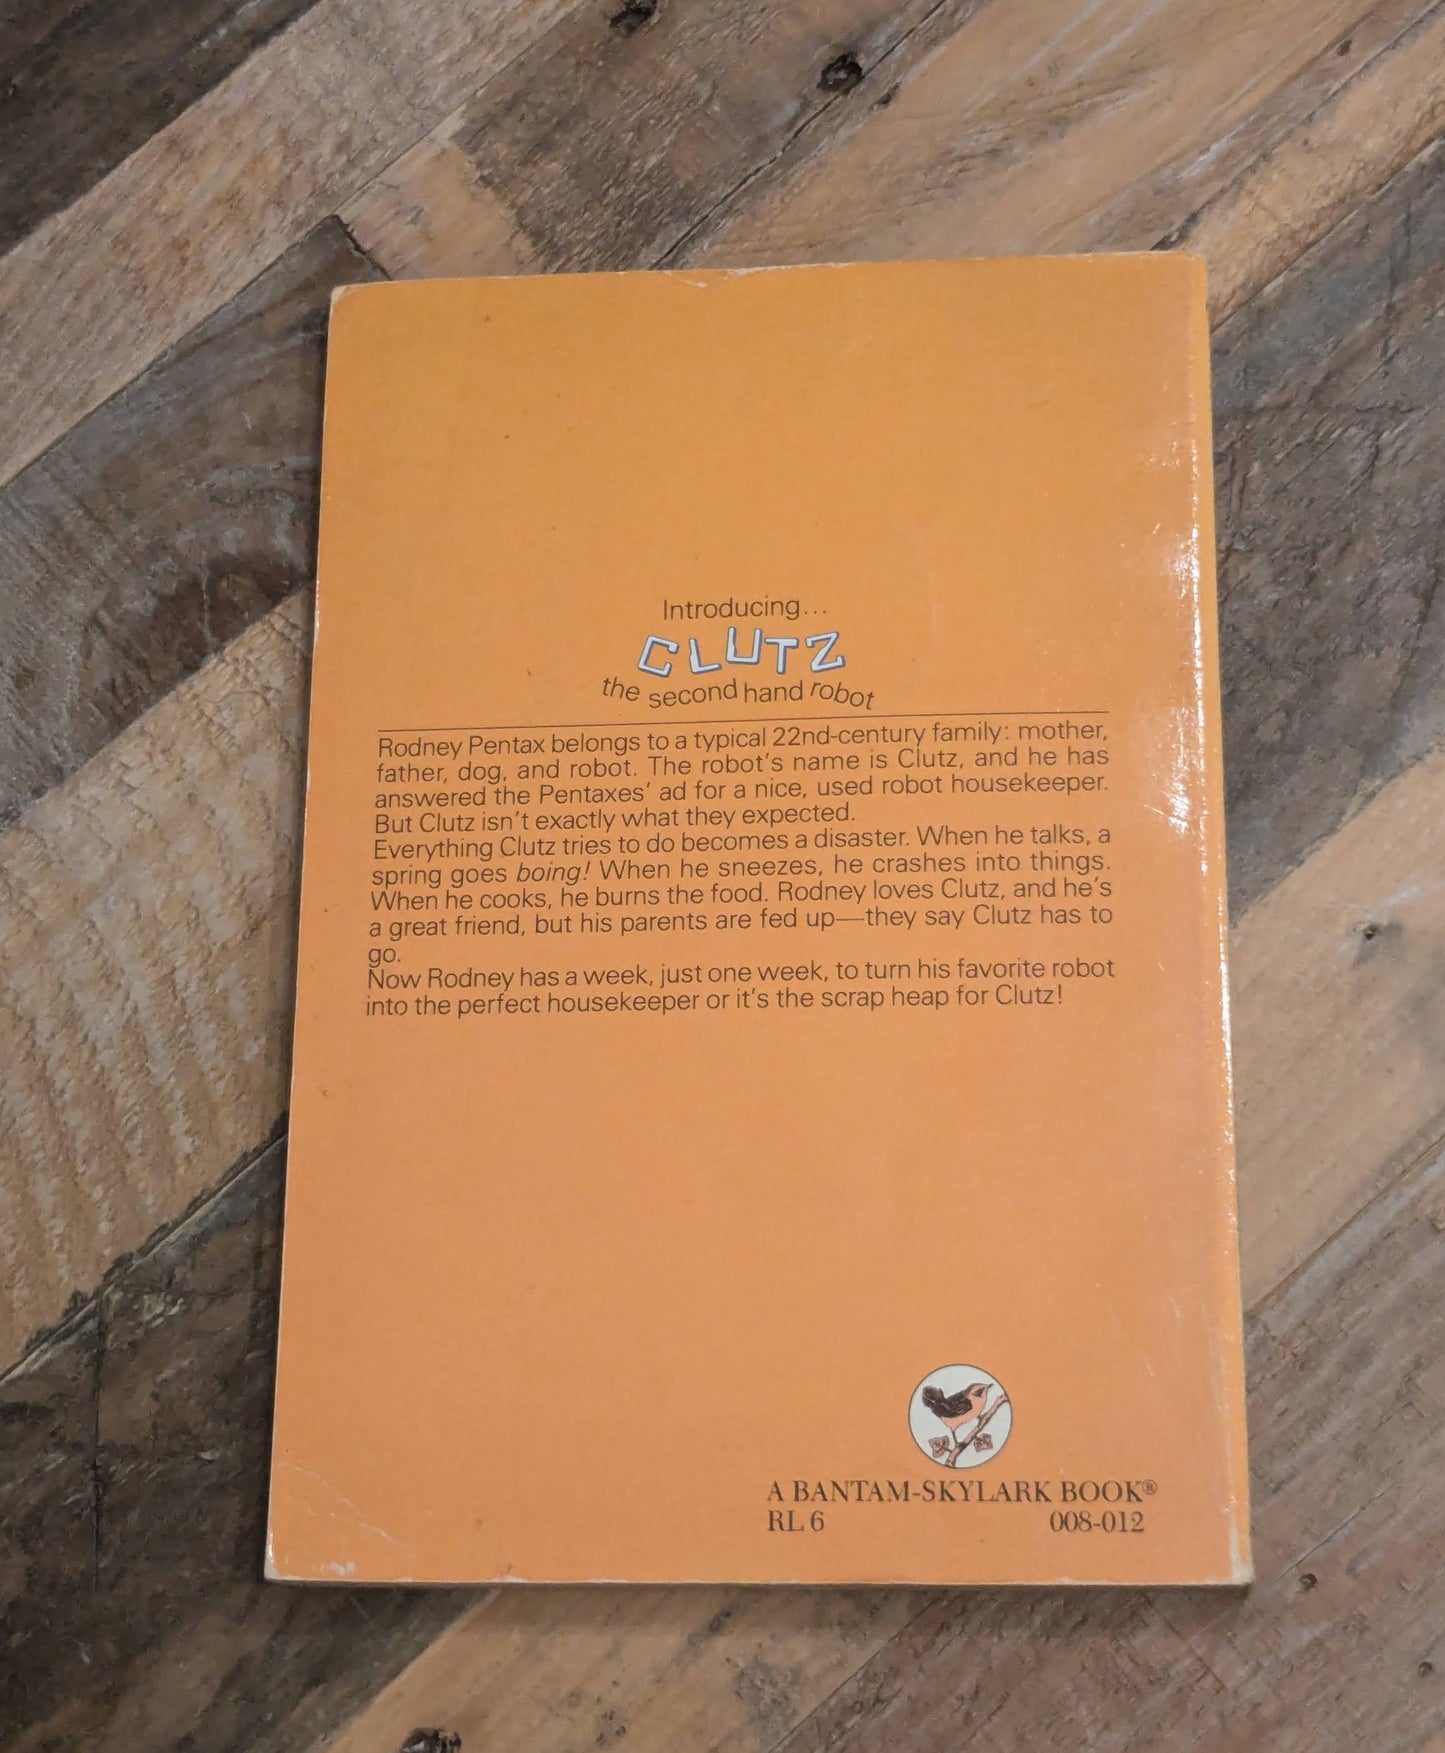 Introducing...
CLUTZ
the second hand robot
Rodney Pentax belongs to a typical 22nd-century family: mother,
father, dog, and robot. The robot's name is Clutz, and he has
answered the Pentaxes' ad for a nice, used robot housekeeper.
But Clutz isn't exactly what they expected.
Everything Clutz tries to do becomes a disaster. When he talks, a
spring goes boing! When he sneezes, he crashes into things.
When he cooks, he burns the food. Rodney loves Clutz, and he's
a great friend, but his parents are fed up—they say Clutz has to
go.
Now Rodney has a week, just one week, to turn his favorite robot
into the perfect housekeeper or it's the scrap heap for Clutz!
A BANTAM-SKYLARK BOOK®
RL 6 008-012